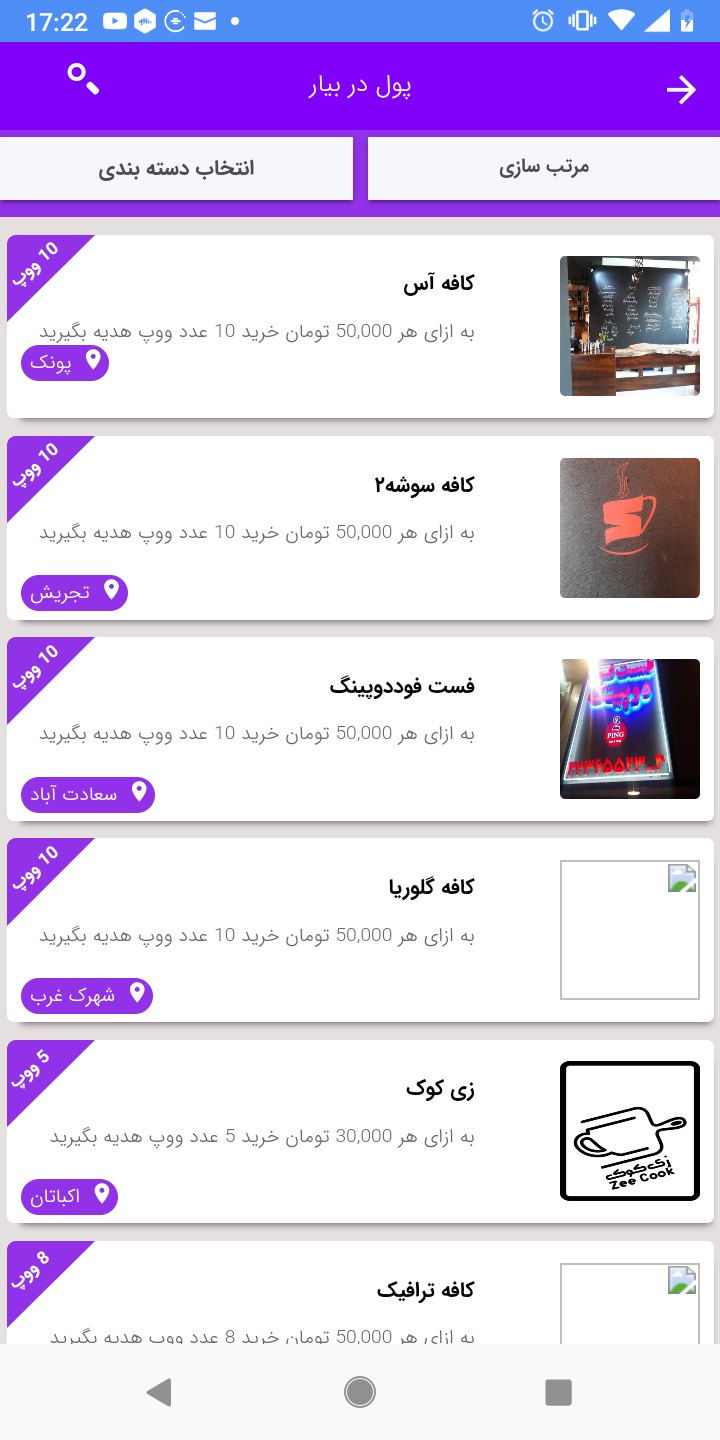 17:22
پول در بیار
مرتب سازی
انتخاب دسته بندی
10 ووپ
کافه آس
به ازای هر 50,000 تومان خرید 10 عدد ووپ هدیه بگیرید
پونک
10 ووپ
کافه سوشه۲
به ازای هر 50,000 تومان خرید 10 عدد ووپ هدیه بگیرید
تجریش
10 ووپ
فست فوددوپینگ
به ازای هر 50,000 تومان خرید 10 عدد ووپ هدیه بگیرید
سعادت آباد
دوپینگ
PING
10 ووپ
کافه گلوریا
به ازای هر 50,000 تومان خرید 10 عدد ووپ هدیه بگیرید
شهرک غرب
5 ووپ
زی کوک
به ازای هر 30,000 تومان خرید 5 عدد ووپ هدیه بگیرید
اکباتان
زی کوک
Zee Cook
8 ووپ
کافه ترافیک
به ازای هر 50,000 تومان خرید 8 عدد ووپ هدیه بگیرید